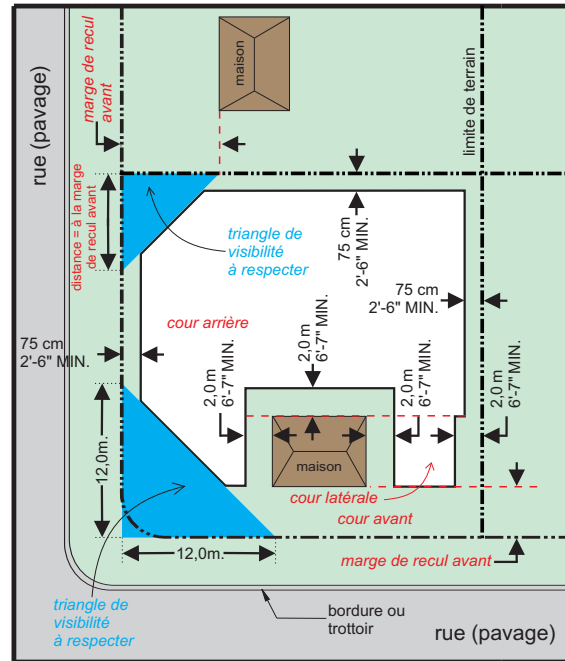 rue (pavage)
marge de recul
avant
maison
limite de terrain
distance = à la marge
de recul avant
triangle de
visibilité
à respecter
75 cm
2'-6" MIN.
75 cm
2'-6" MIN.
cour arrière
75 cm
2'-6" MIN.
2,0 m
6'-7" MIN.
2,0 m
6'-7" MIN.
2,0 m
6'-7" MIN.
2,0 m
6'-7" MIN.
12,0m.
maison
cour latérale
cour avant
12,0m.
marge de recul avant
triangle de
visibilité
à respecter
bordure ou
trottoir
rue (pavage)